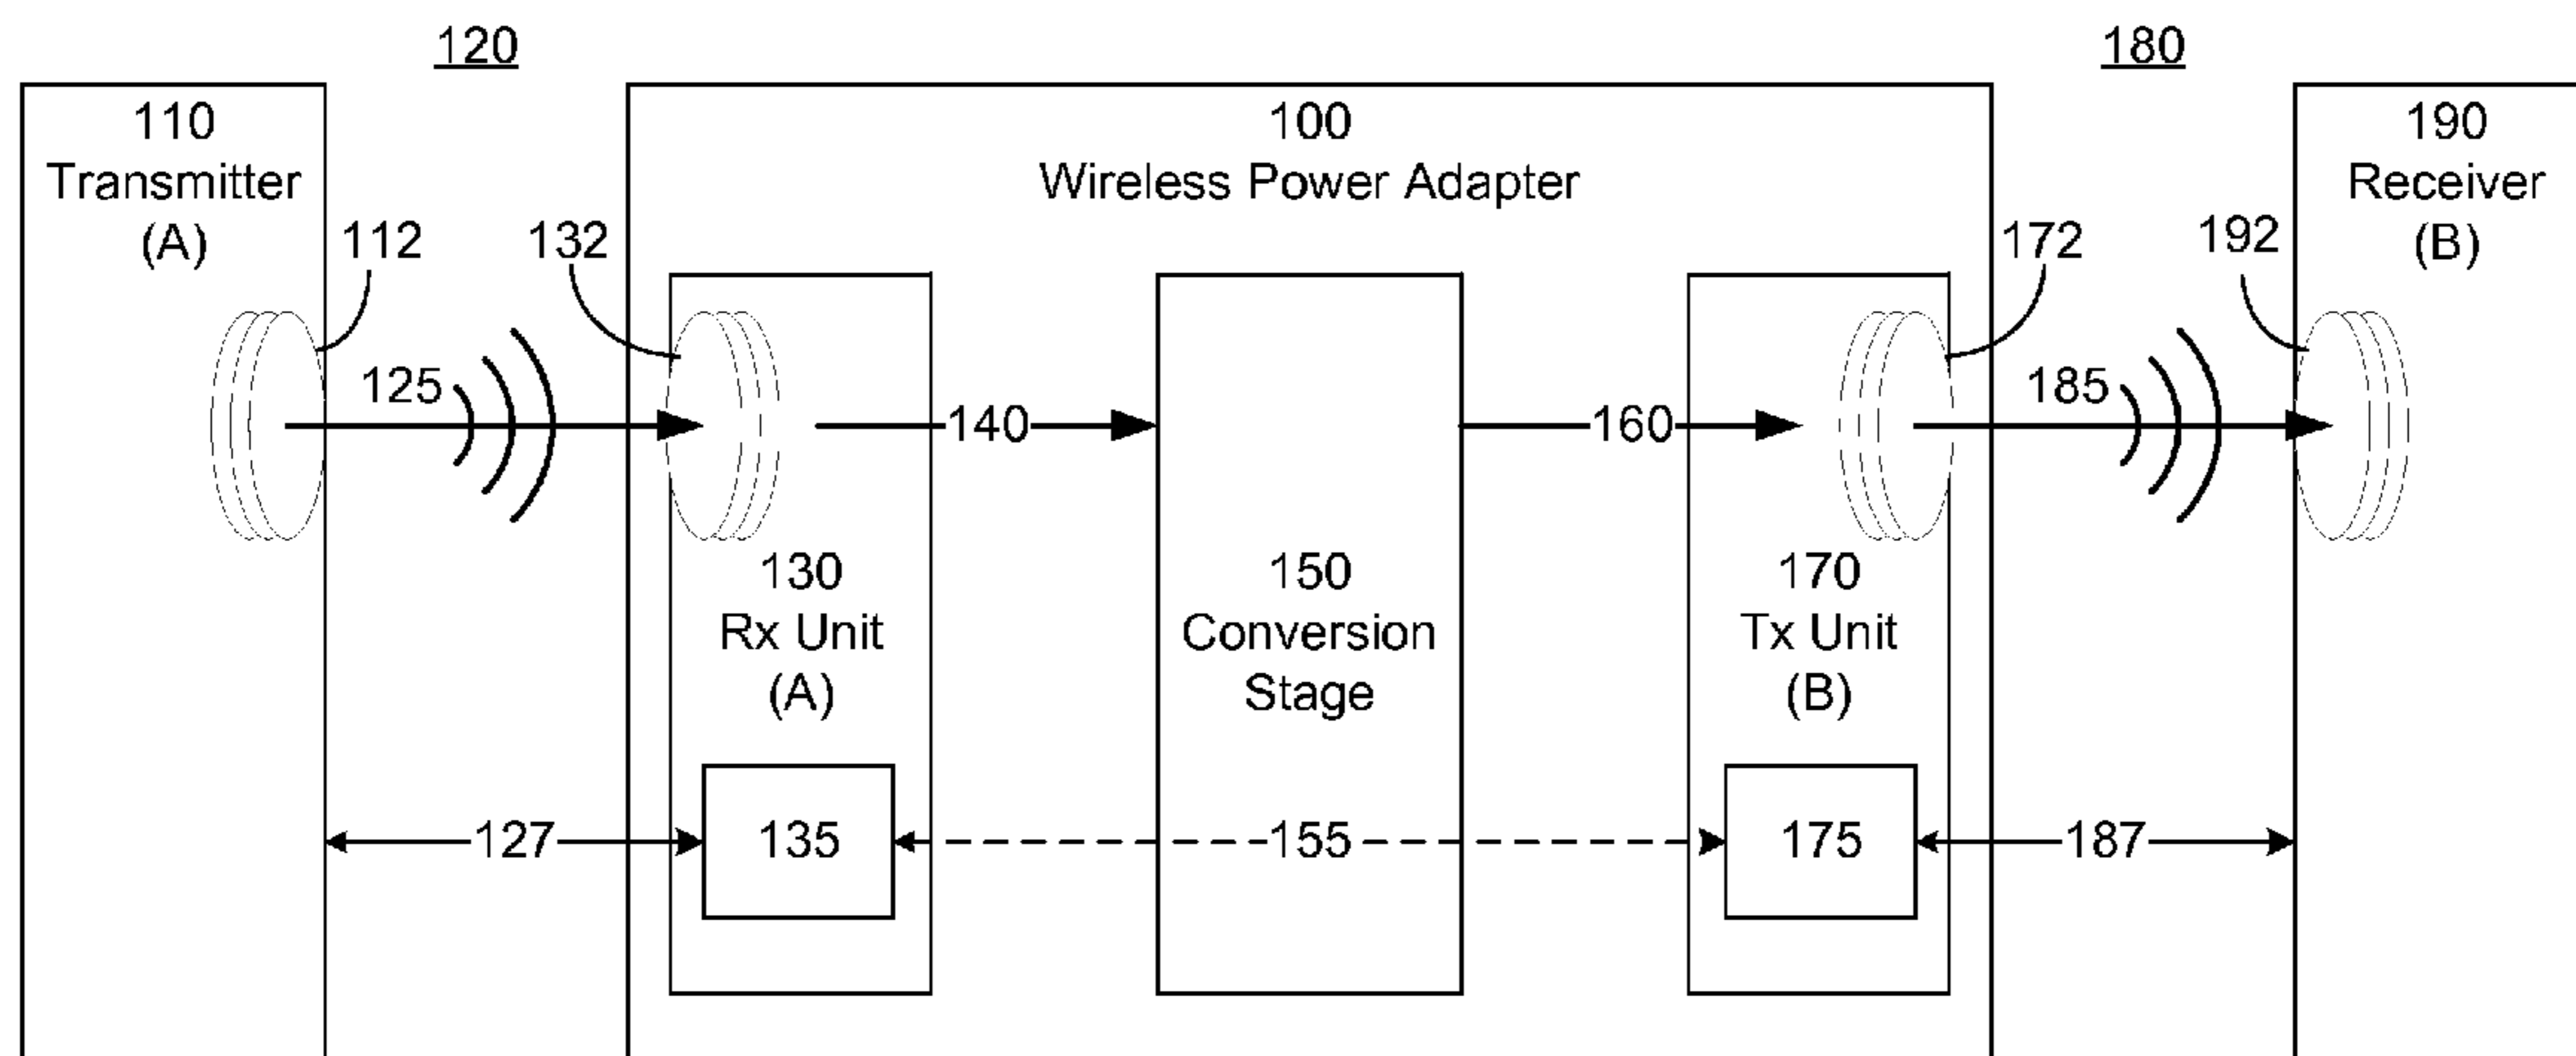 120
180
110
Transmitter
(A)
100
Wireless Power Adapter
190
Receiver
(B)
112
132
172
192
125
140
160
185
130
Rx Unit
(A)
150
Conversion
Stage
170
Tx Unit
(B)
127
135
155
175
187